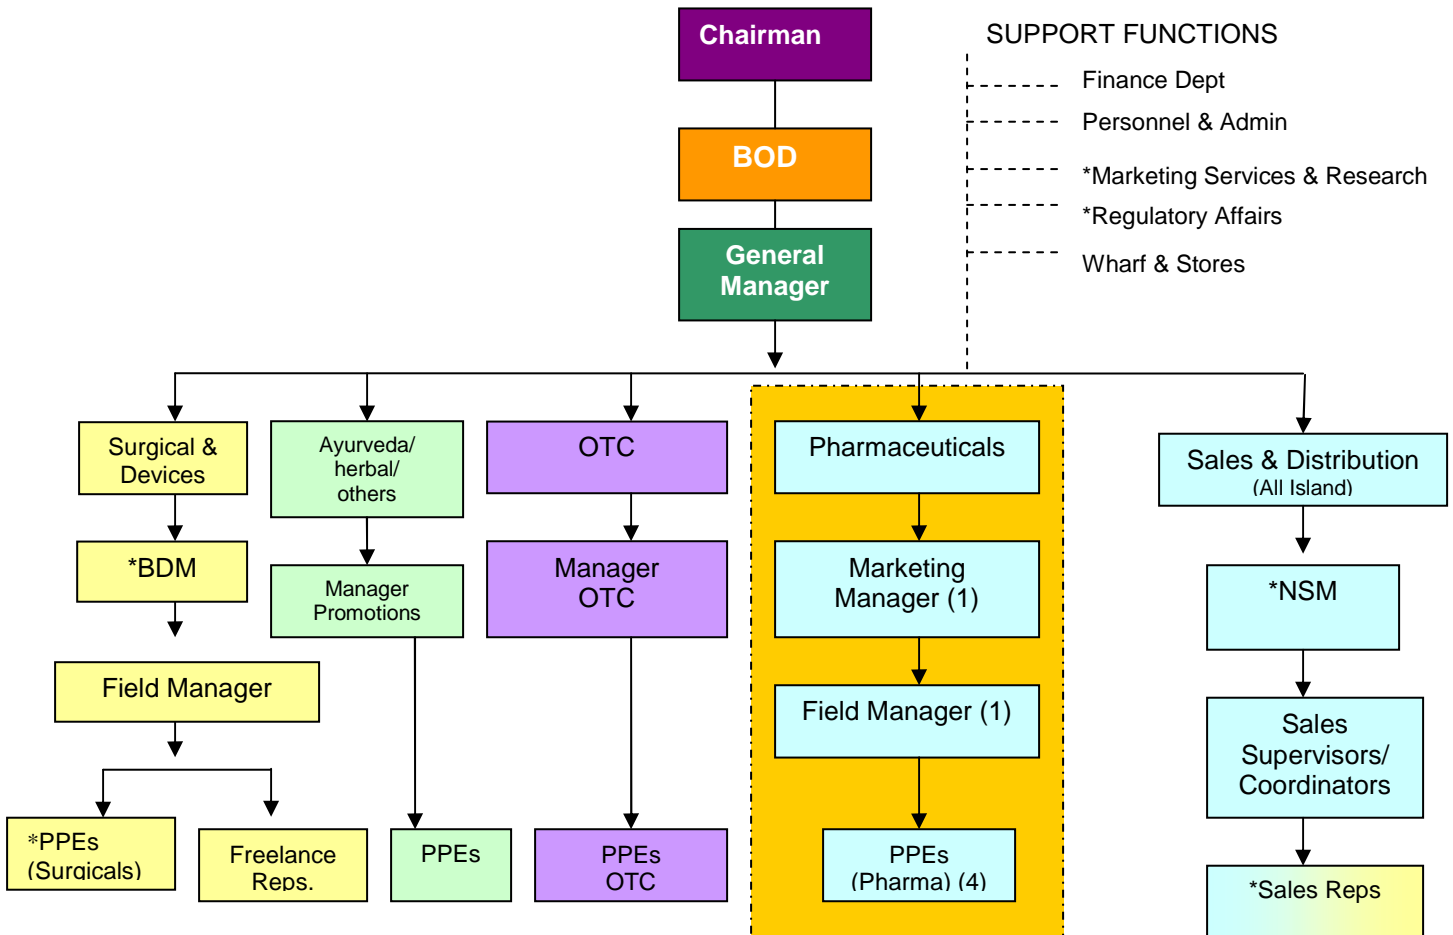 Chairman
SUPPORT FUNCTIONS
Finance Dept
Personnel & Admin
*Marketing Services & Research
*Regulatory Affairs
Wharf & Stores
BOD
General
Manager
Surgical &
Devices
Ayurveda/
herbal/
others
OTC
Pharmaceuticals
Sales & Distribution
(All Island)
*BDM
Manager
Promotions
Manager
OTC
Marketing
Manager (1)
*NSM
Field Manager
Field Manager (1)
Sales
Supervisors/
Coordinators
*PPEs
(Surgicals)
Freelance
Reps.
PPEs
PPEs
OTC
PPEs
(Pharma) (4)
*Sales Reps